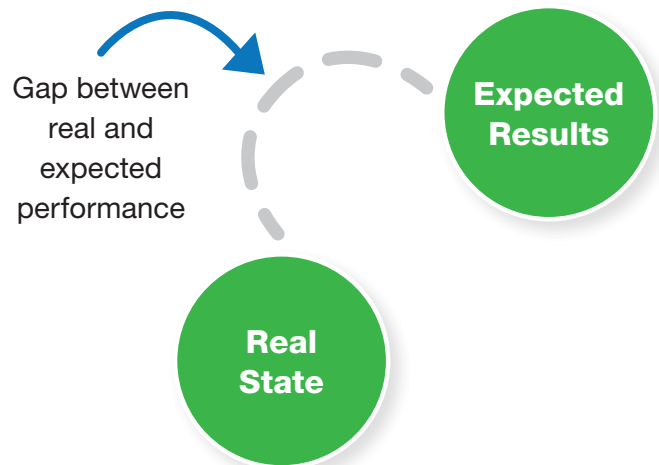 Gap between
real and
expected
performance
Expected
Results
Real
State